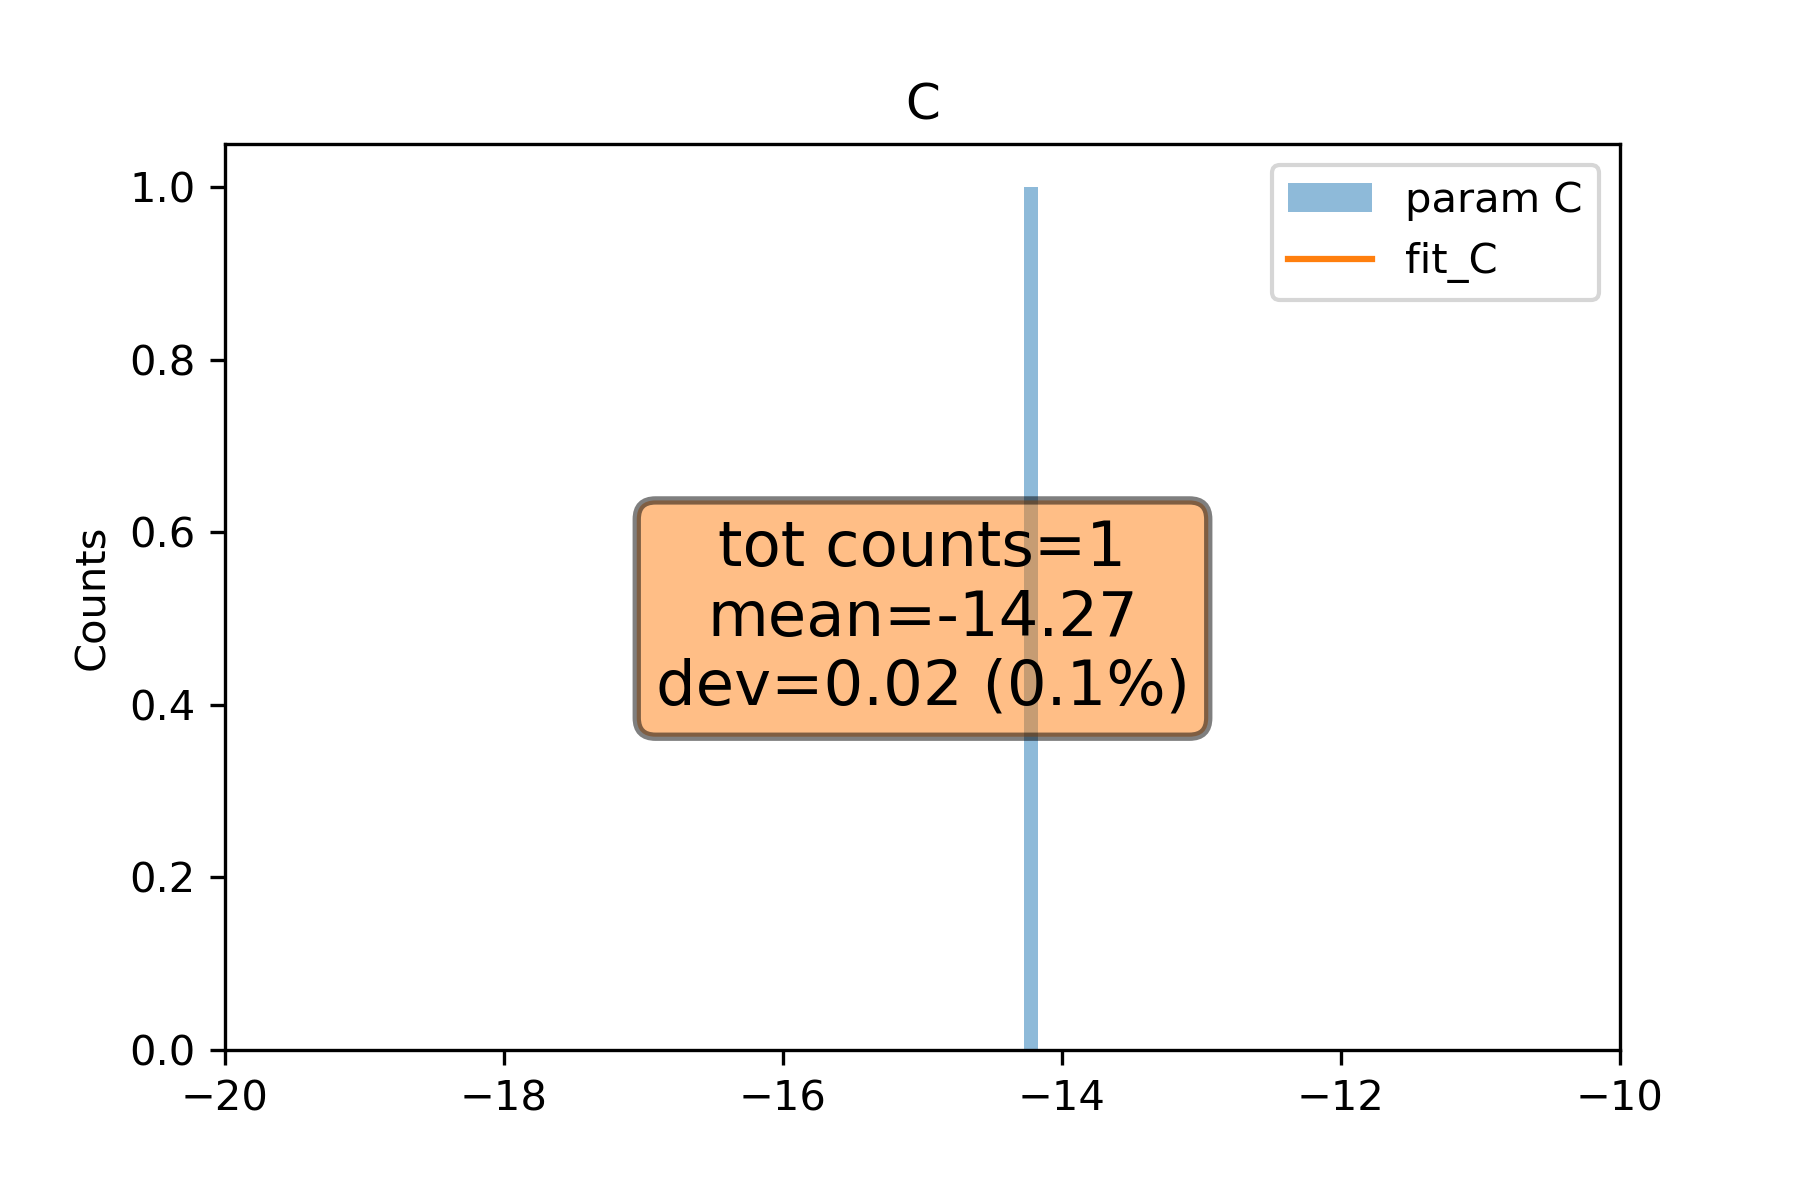 C
param C
fit_C
1.0
0.8
0.6
0.4
0.2
0.0
Counts
tot counts=1
mean=-14.27
dev=0.02 (0.1%)
−20
−18
−16
−14
−12
−10